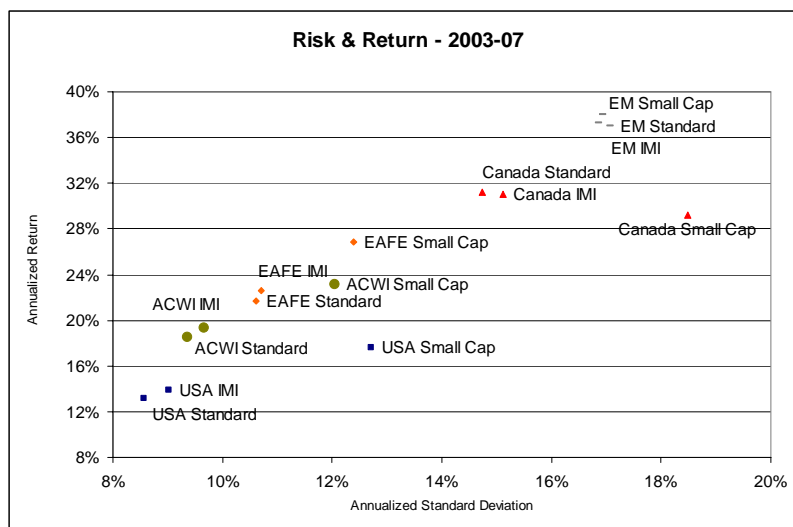 Risk & Return - 2003-07
40%
36%
32%
28%
24%
20%
16%
12%
8%
Annualized Return
EM Small Cap
EM Standard
EM IMI
Canada Standard
Canada IMI
Canada Small Cap
EAFE Small Cap
EAFE IMI
ACWI Small Cap
EAFE Standard
ACWI IMI
ACWI Standard
USA Small Cap
USA IMI
USA Standard
8% 10% 12% 14% 16% 18% 20%
Annualized Standard Deviation